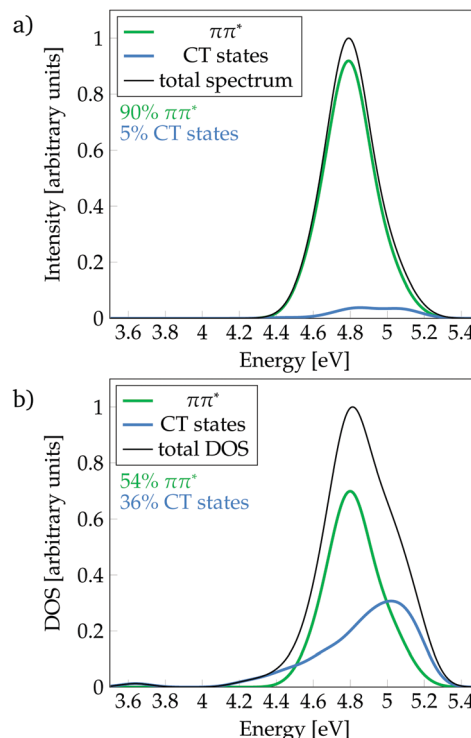 a)
ππ*
CT states
total spectrum
90% ππ*
5% CT states
Intensity [arbitrary units]
1
0.8
0.6
0.4
0.2
0
3.6 3.8 4 4.2 4.4 4.6 4.8 5 5.2 5.4
Energy [eV]
b)
ππ*
CT states
total DOS
54% ππ*
36% CT states
DOS [arbitrary units]
1
0.8
0.6
0.4
0.2
0
3.6 3.8 4 4.2 4.4 4.6 4.8 5 5.2 5.4
Energy [eV]